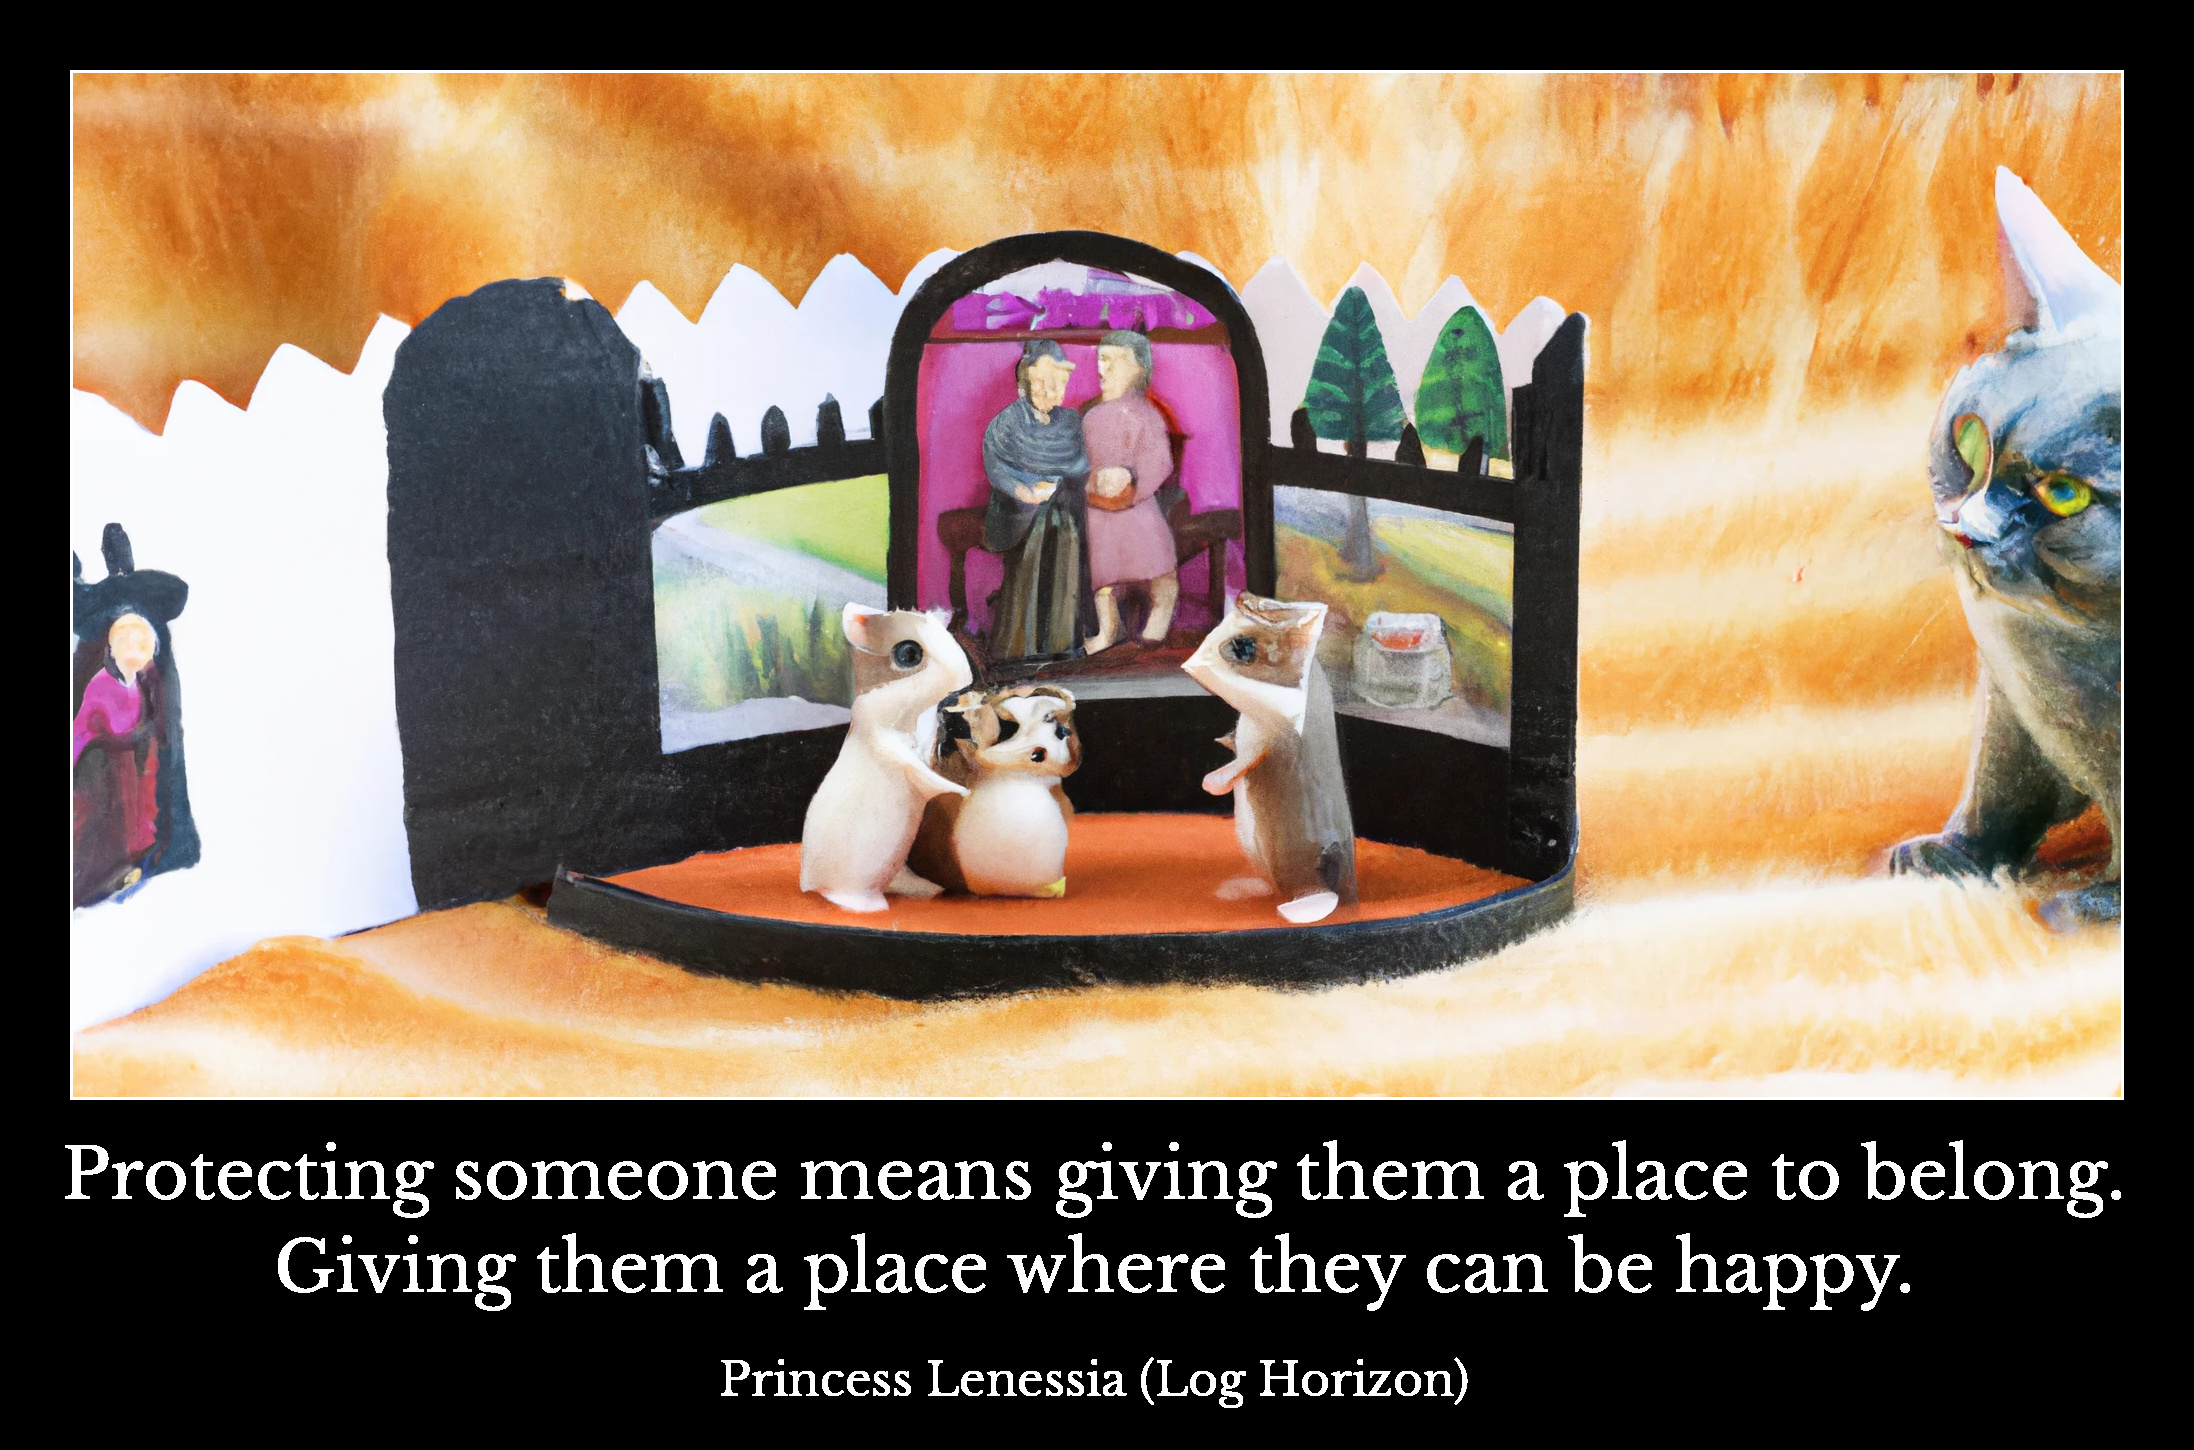 Protecting someone means giving them a place to belong.
Giving them a place where they can be happy.
Princess Lenessia (Log Horizon)